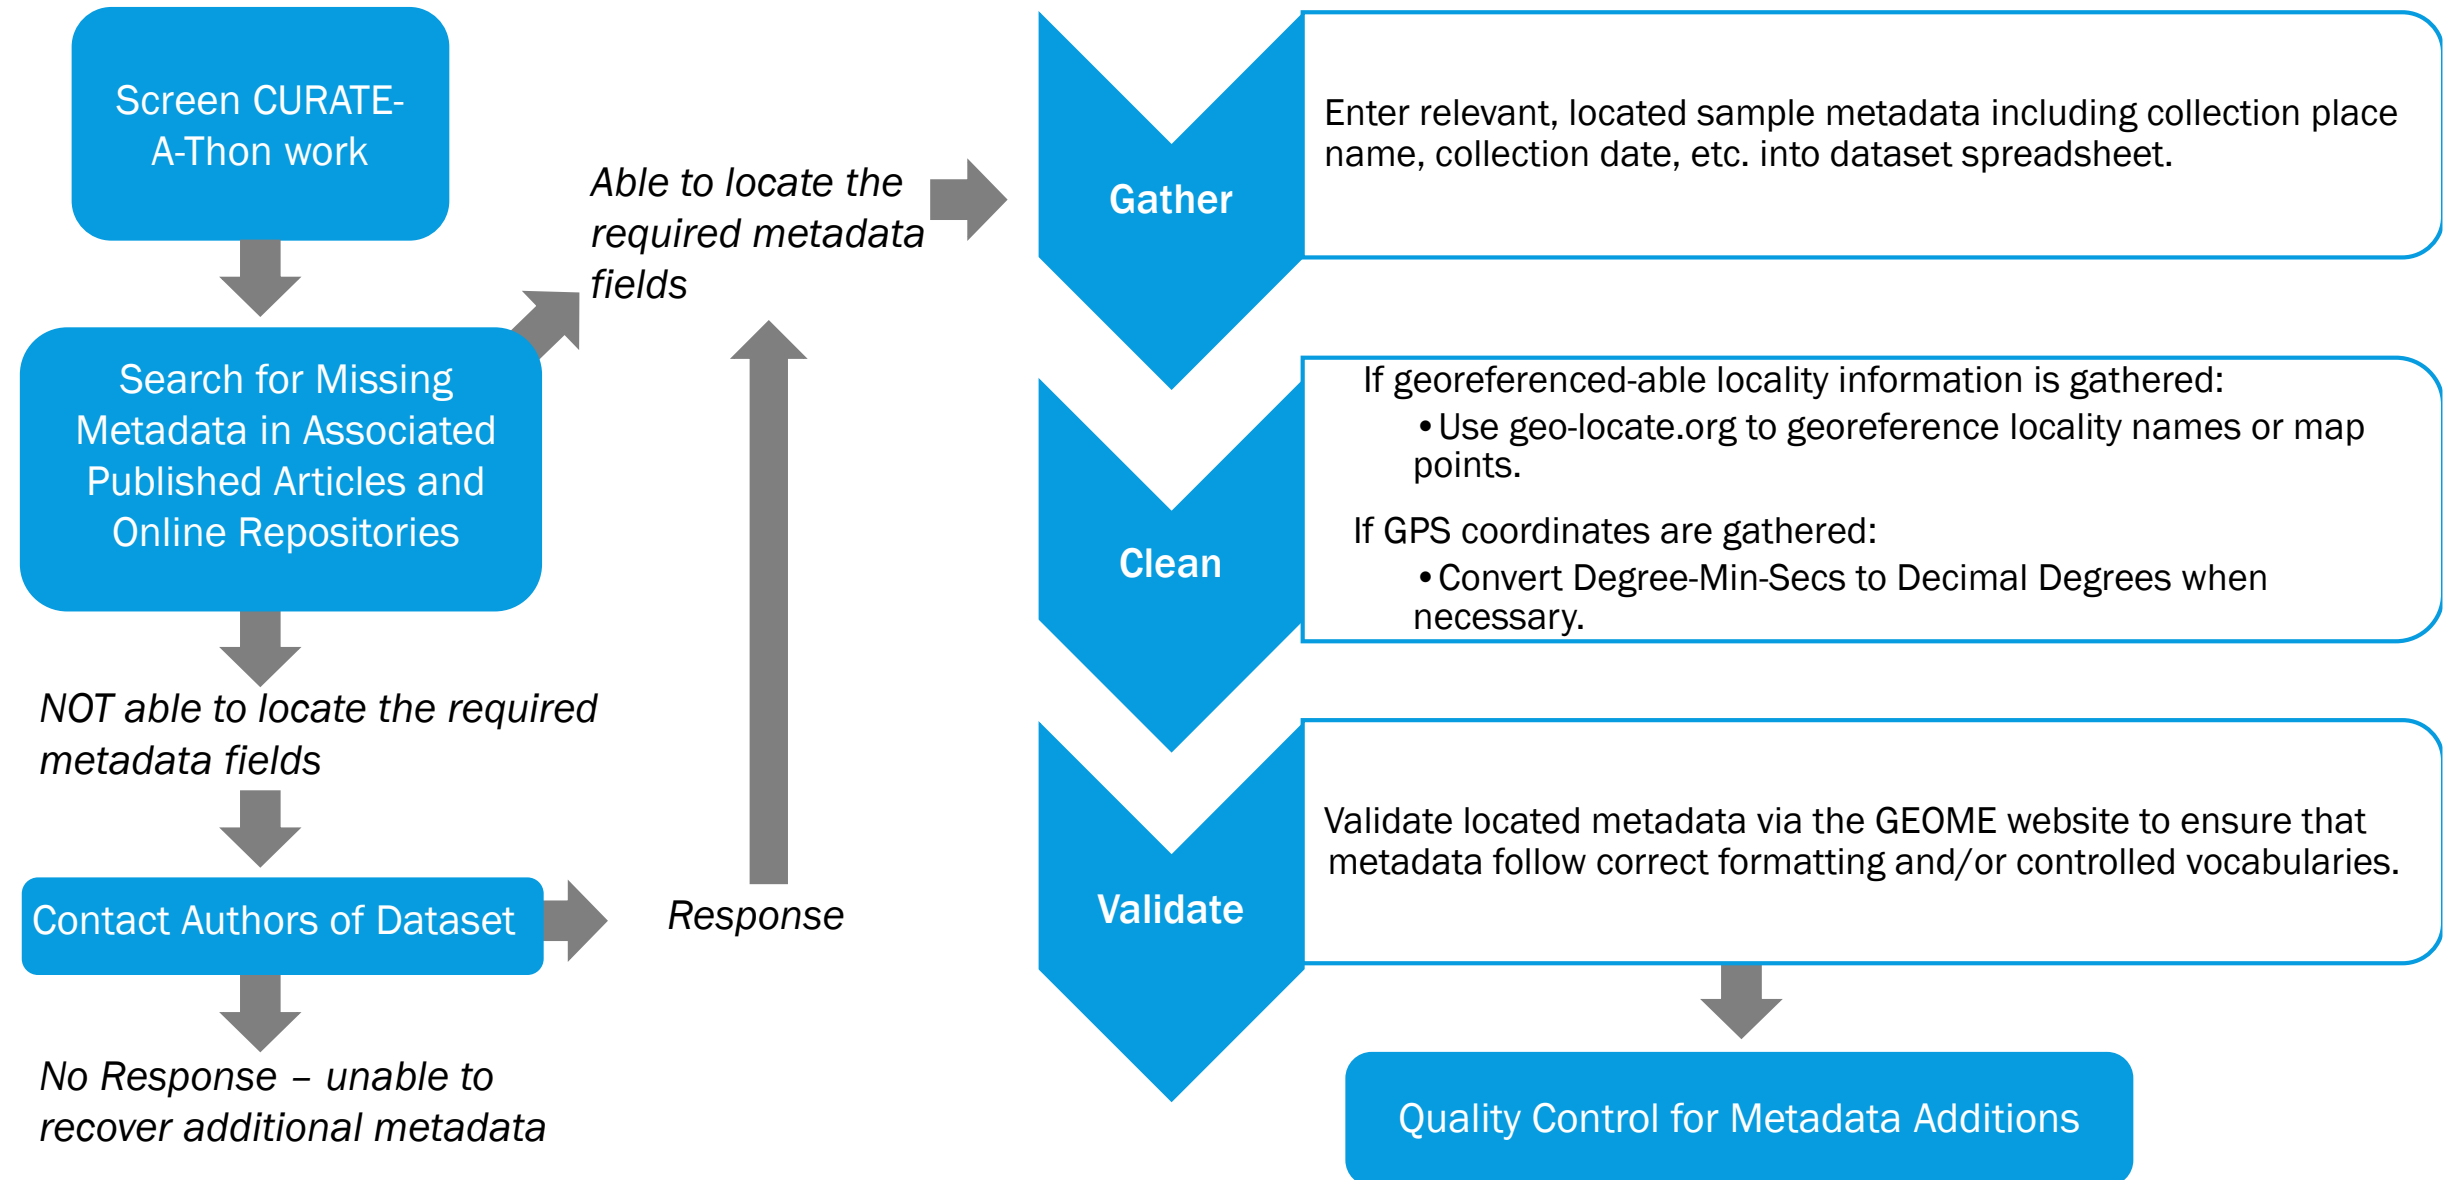 Screen CURATE-
A-Thon work
Search for Missing
Metadata in Associated
Published Articles and
Online Repositories
NOT able to locate the required
metadata fields
Contact Authors of Dataset
No Response – unable to
recover additional metadata
Able to locate the
required metadata
fields
Response
Gather
Enter relevant, located sample metadata including collection place
name, collection date, etc. into dataset spreadsheet.
Clean
If georeferenced-able locality information is gathered:
•Use geo-locate.org to georeference locality names or map
points.
If GPS coordinates are gathered:
•Convert Degree-Min-Secs to Decimal Degrees when
necessary.
Validate
Validate located metadata via the GEOME website to ensure that
metadata follow correct formatting and/or controlled vocabularies.
Quality Control for Metadata Additions